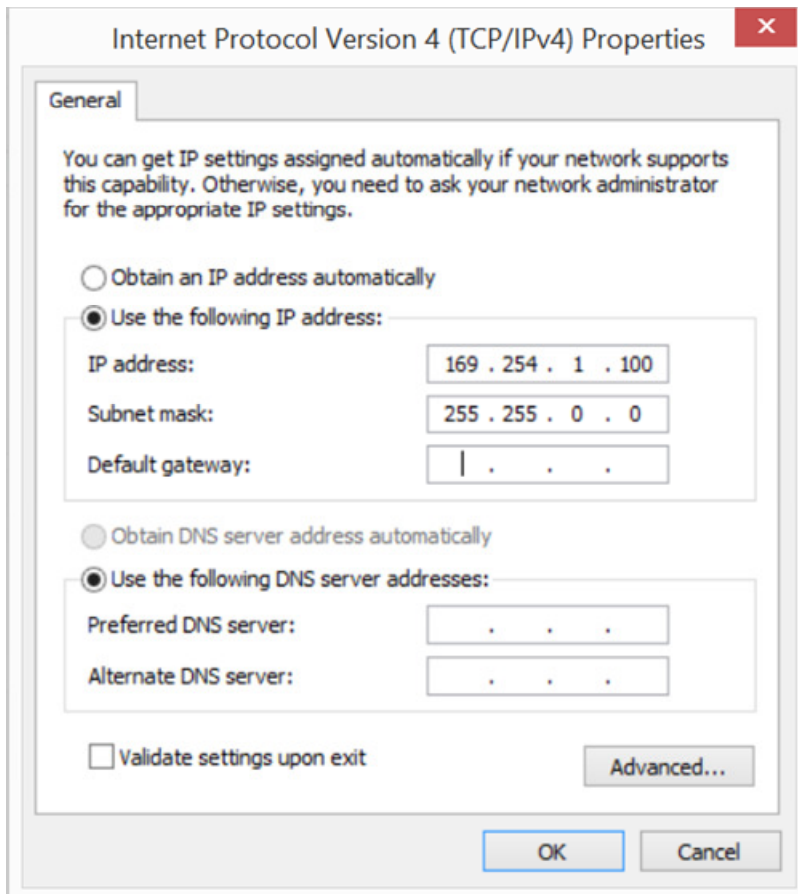 Internet Protocol Version 4 (TCP/IPv4) Properties
General
You can get IP settings assigned automatically if your network supports
this capability. Otherwise, you need to ask your network administrator
for the appropriate IP settings.
Obtain an IP address automatically
Use the following IP address:
IP address: 169 . 254 . 1 . 100
Subnet mask: 255 . 255 . 0 . 0
Default gateway: . . .
Obtain DNS server address automatically
Use the following DNS server addresses:
Preferred DNS server: . . .
Alternate DNS server: . . .
Validate settings upon exit
Advanced...
OK Cancel